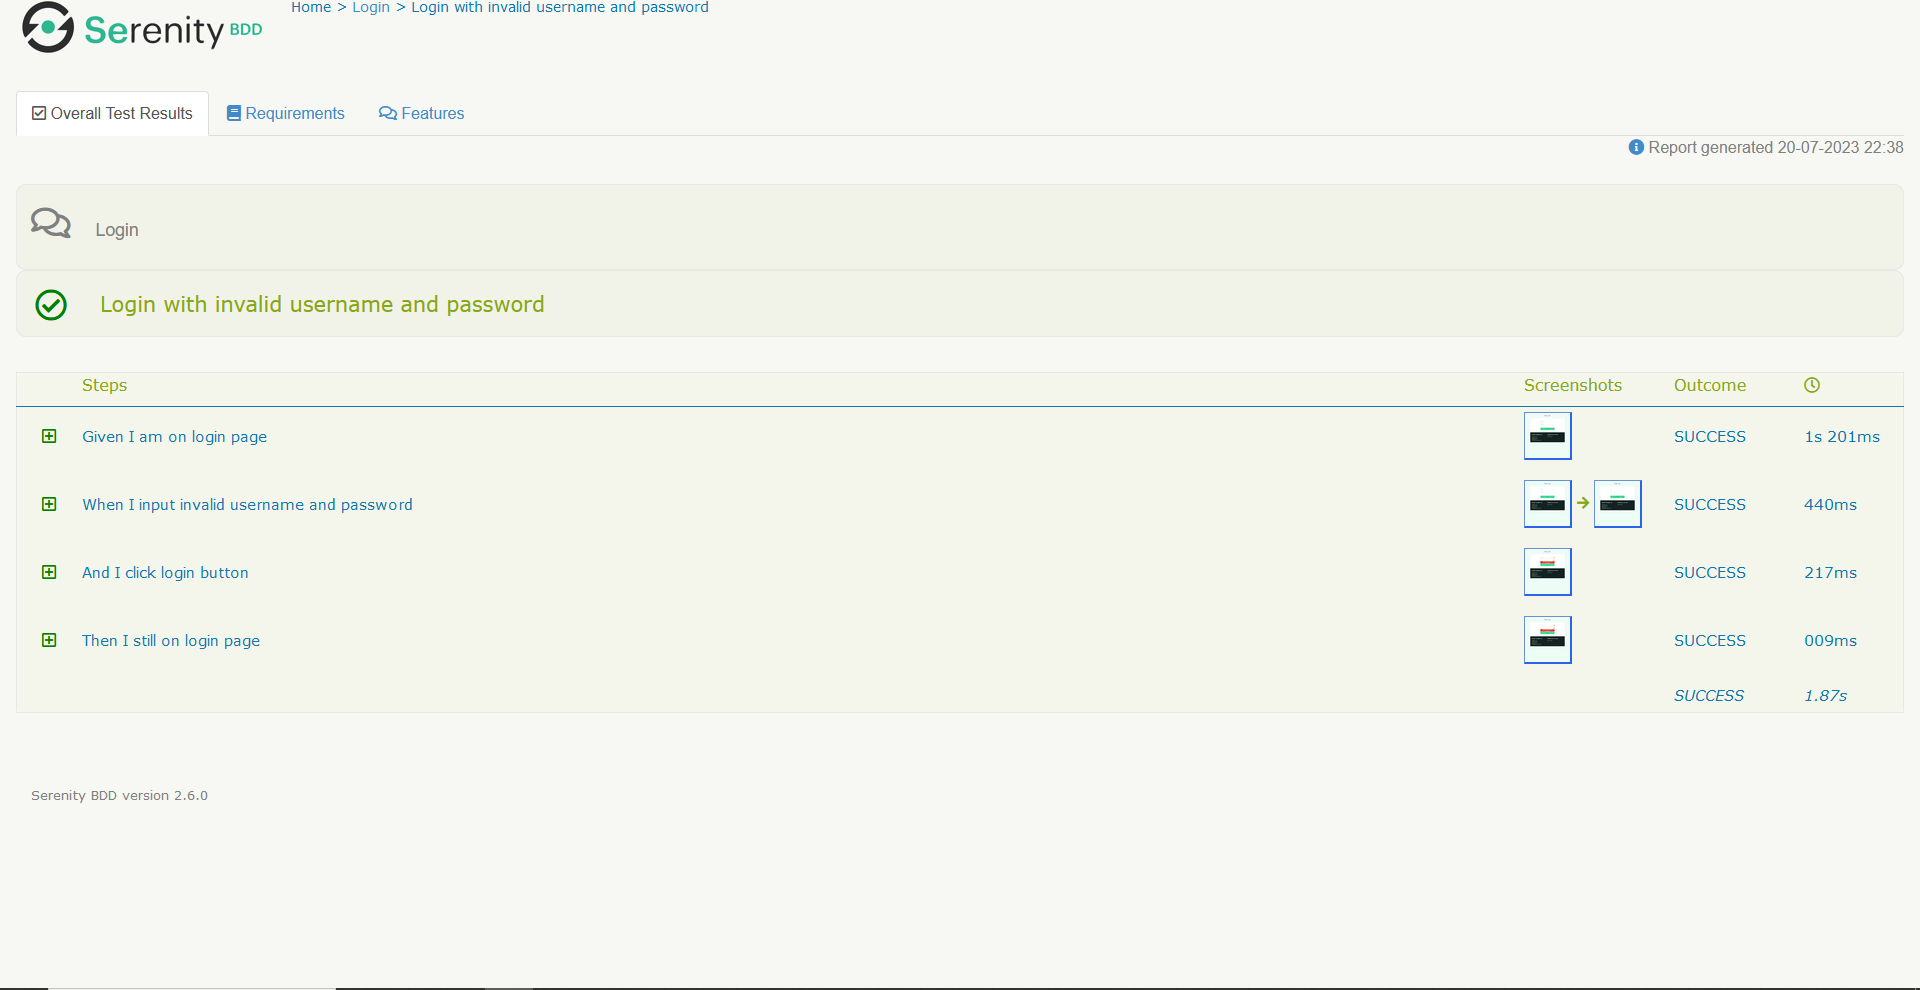 Home > Login > Login with invalid username and password
Serenity BDD
Overall Test Results Requirements Features
Report generated 20-07-2023 22:38
Login
Login with invalid username and password
Steps Screenshots Outcome
Given I am on login page SUCCESS 1s 201ms
When I input invalid username and password SUCCESS 440ms
And I click login button SUCCESS 217ms
Then I still on login page SUCCESS 009ms
SUCCESS 1.87s
Serenity BDD version 2.6.0